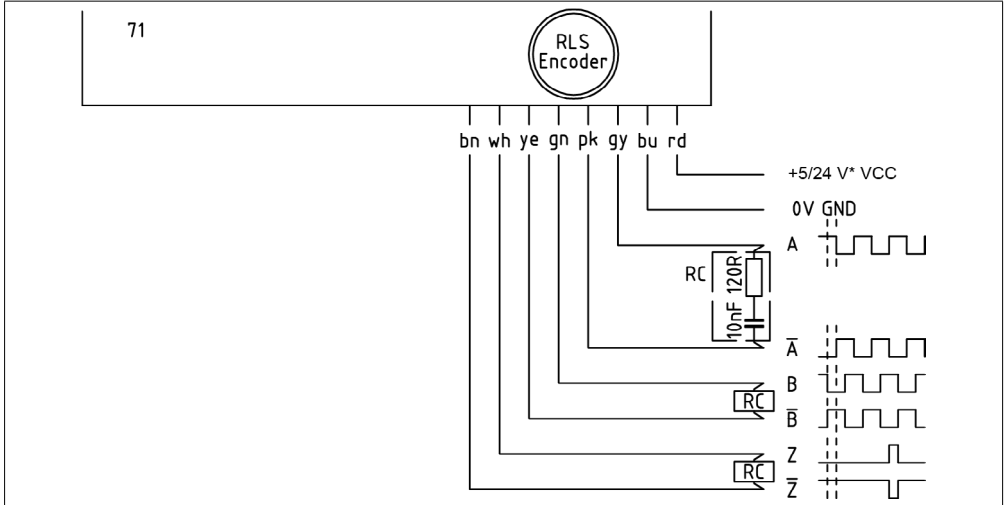 71
RLS
Encoder
bn wh ye gn pk gy bu rd
+5/24 V* VCC
0V GND
A
RC
120R
10nF
A̅
B
RC
B̅
Z
RC
Z̅